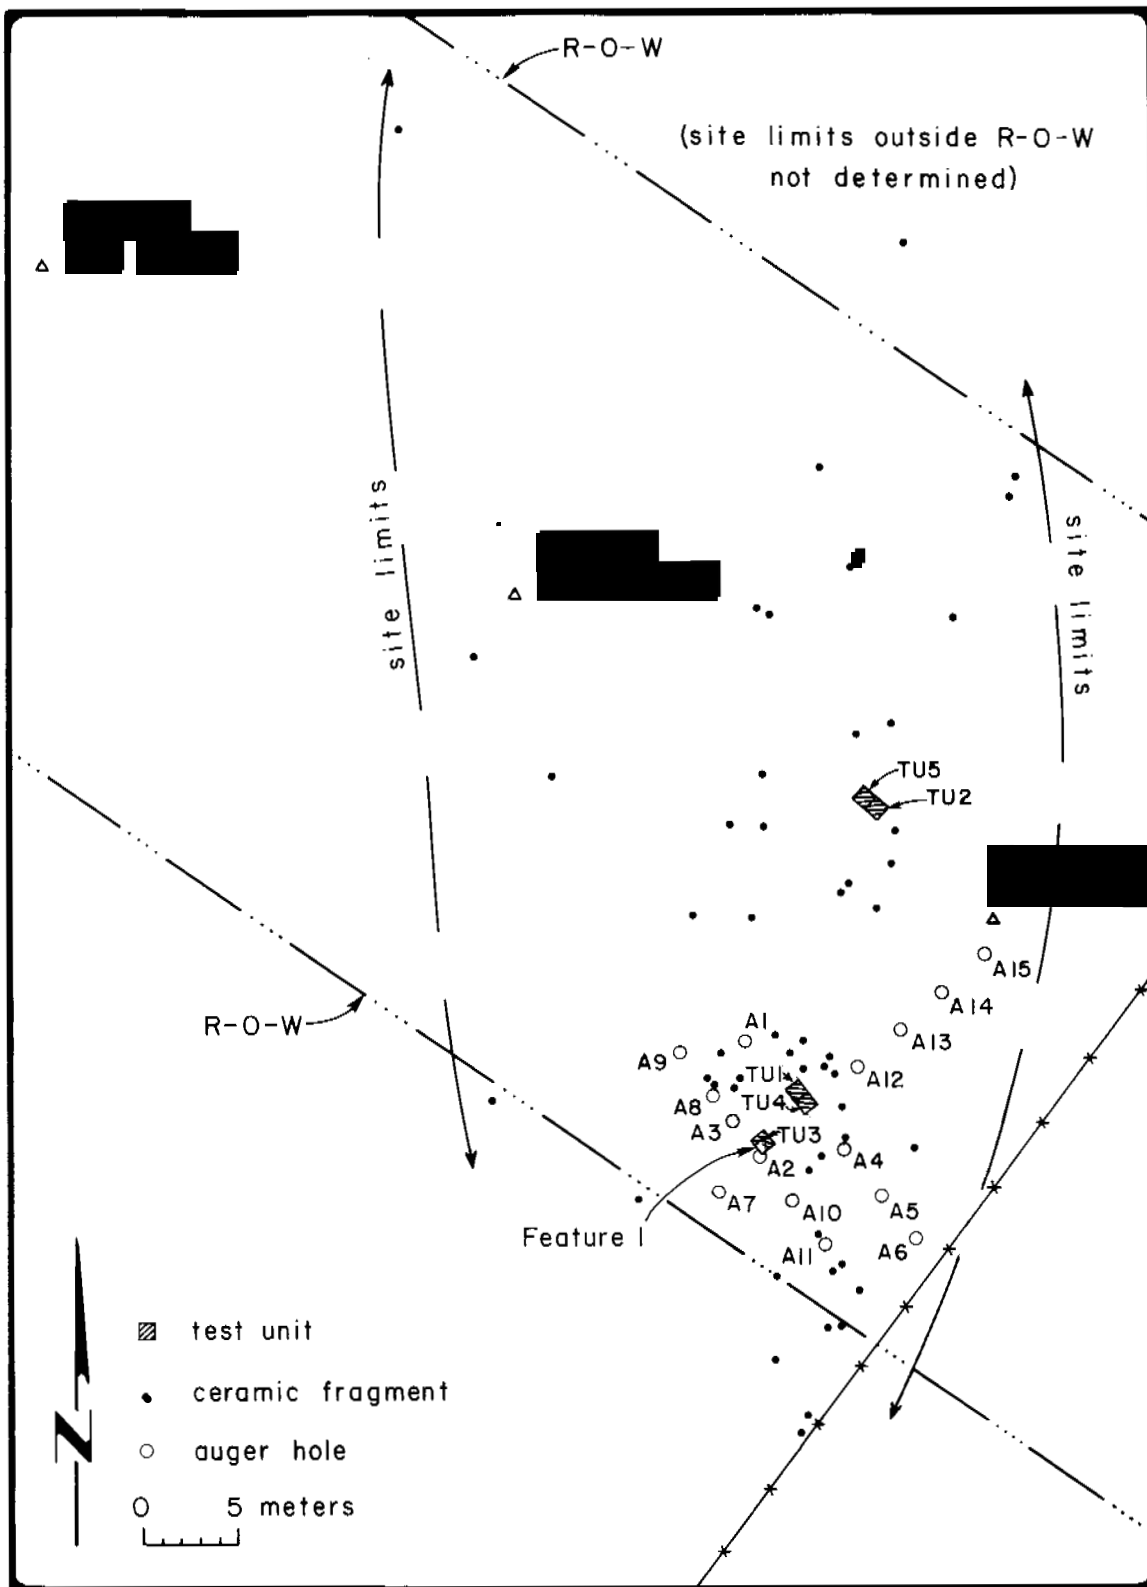 R-O-W
(site limits outside R-O-W
not determined)
site limits
site limits
TU5
TU2
A15
A14
A13
A12
R-O-W
A1
A9
TU1
A8
TU4
A3
TU3
A2
A4
A7
A10
A5
A6
A11
Feature 1
test unit
ceramic fragment
auger hole
0 5 meters
N